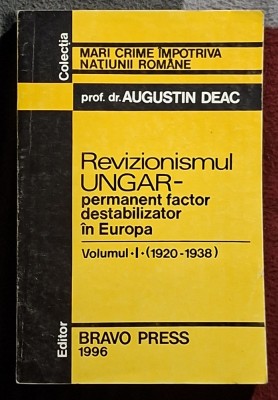 Colecția
MARI CRIME ÎMPOTRIVA
NAȚIUNII ROMÂNE
prof. dr. AUGUSTIN DEAC
Revizionismul
UNGAR-
permanent factor
destabilizator
în Europa
Volumul·I·(1920-1938)
Editor
BRAVO PRESS
1996